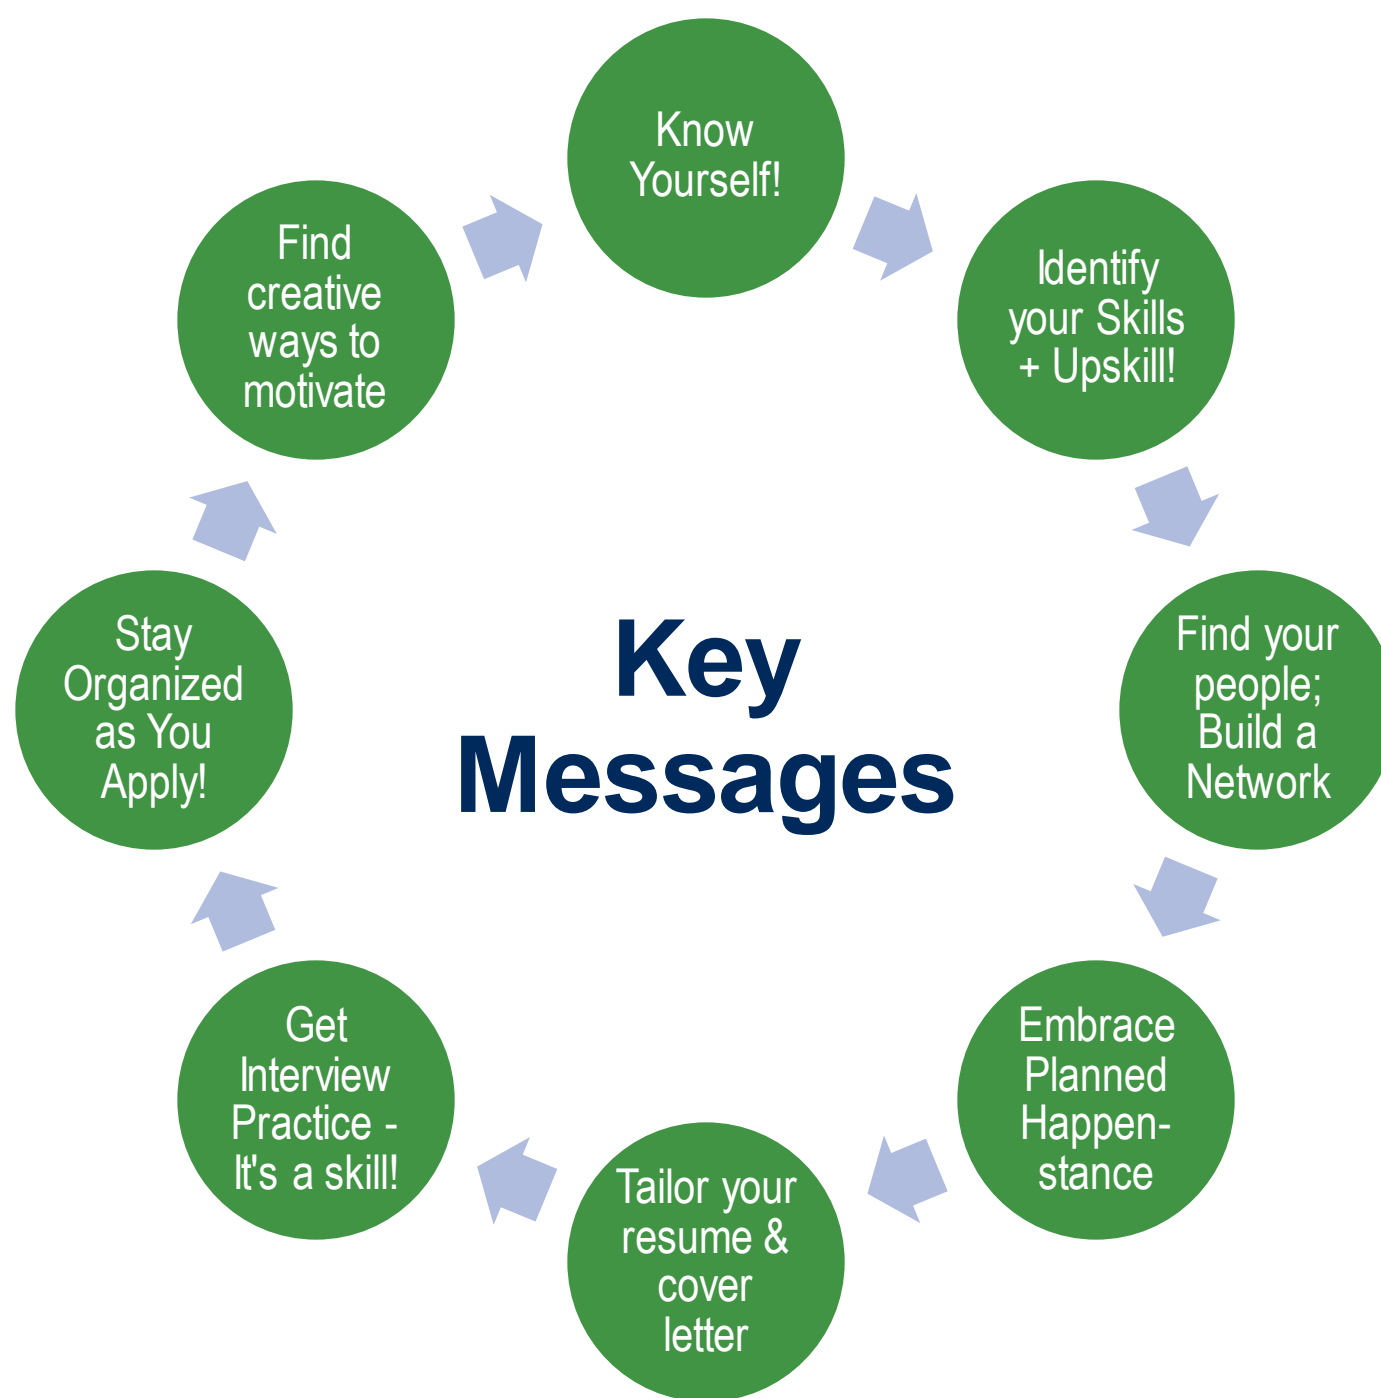 Know
Yourself!
Identify
your Skills
+ Upskill!
Find your
people;
Build a
Network
Embrace
Planned
Happen-
stance
Tailor your
resume &
cover
letter
Get
Interview
Practice -
It's a skill!
Stay
Organized
as You
Apply!
Find
creative
ways to
motivate
Key
Messages